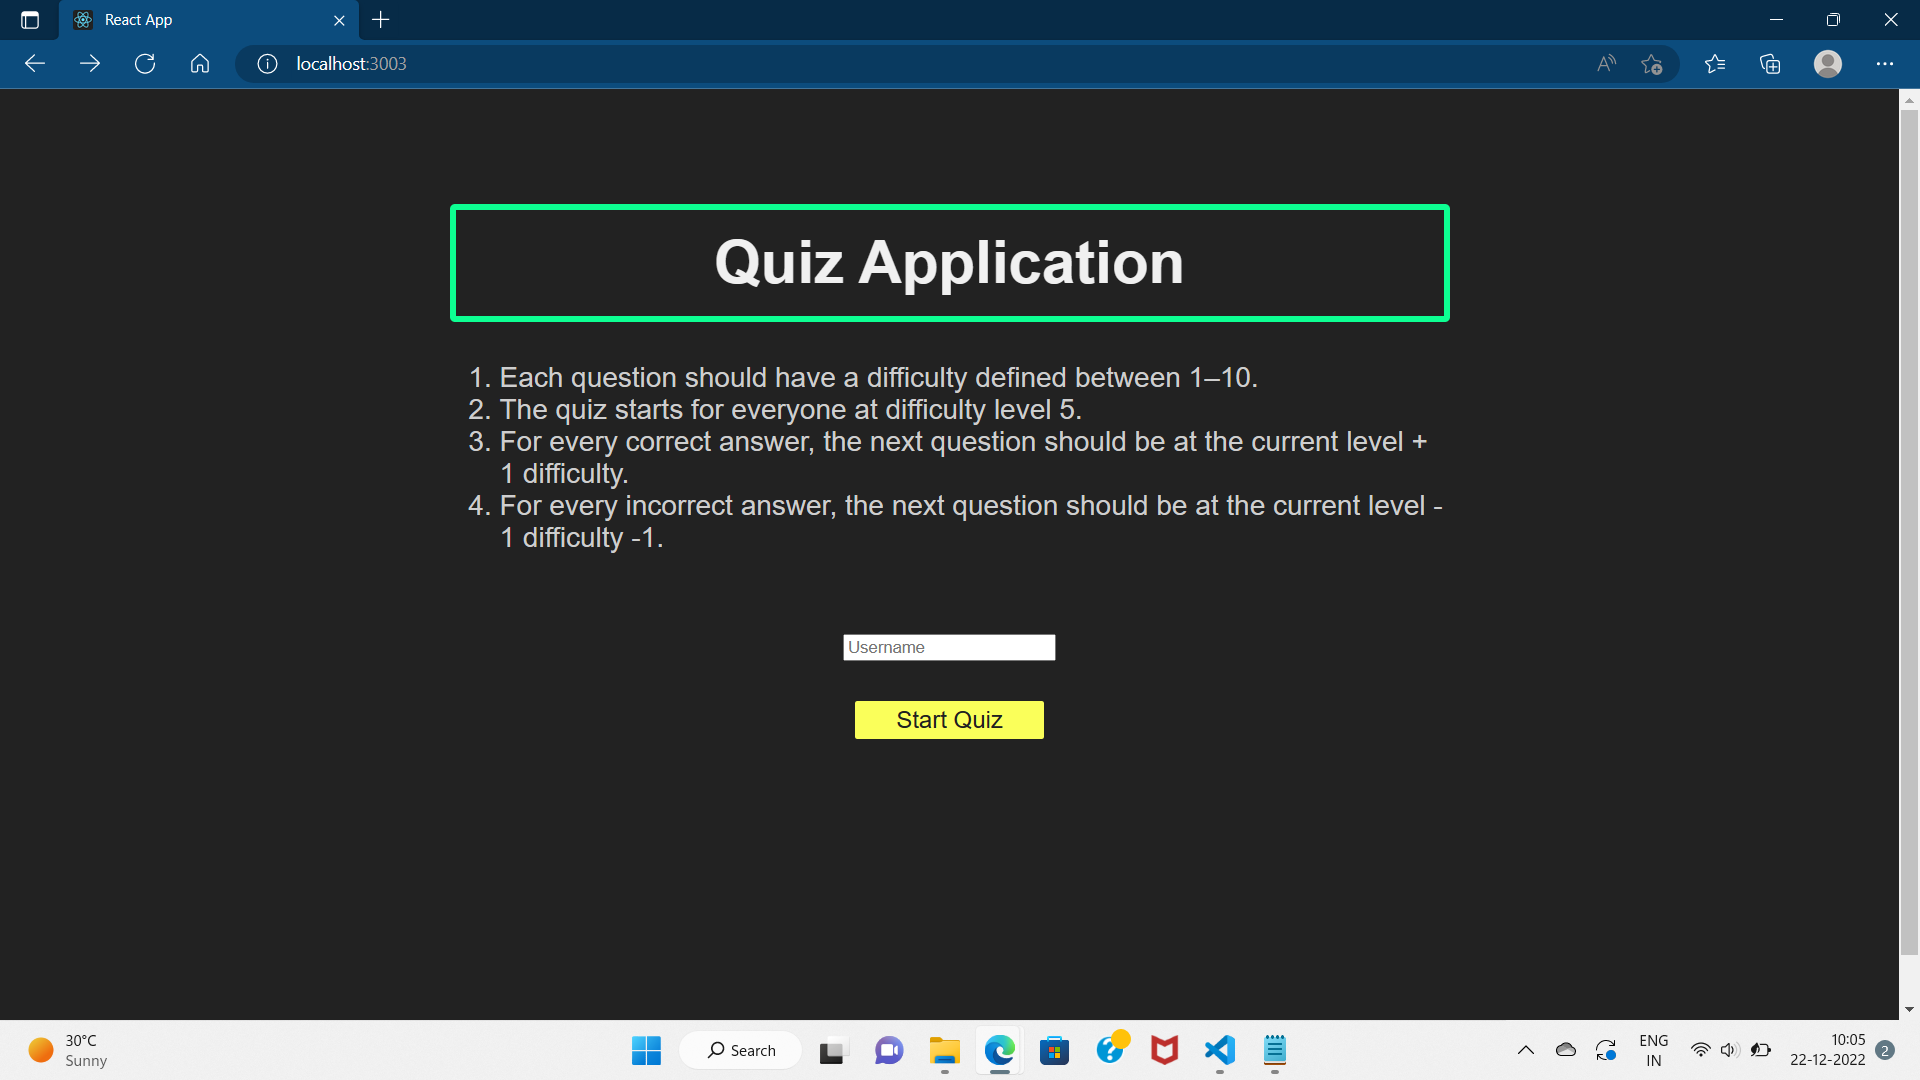 React App
localhost:3003
Quiz Application
1. Each question should have a difficulty defined between 1–10.
2. The quiz starts for everyone at difficulty level 5.
3. For every correct answer, the next question should be at the current level +
1 difficulty.
4. For every incorrect answer, the next question should be at the current level -
1 difficulty -1.
Username
Start Quiz
30°C
Sunny
Search
ENG
IN
10:05
22-12-2022
2